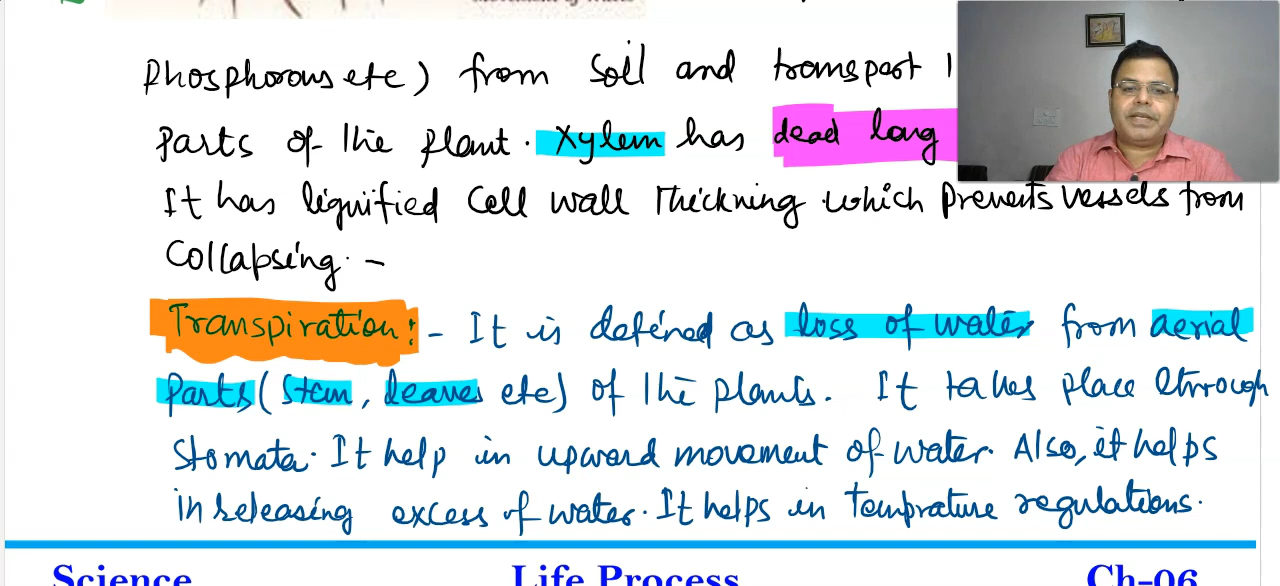 Phosphorous etc) from Soil and transport
Parts of the plant. Xylem has dead long
It has lignified Cell wall Thickning which Prevents vessels from
Collapsing. -
Transpiration: - It is defined as loss of water from aerial
Parts (Stem, leaves etc) of the plants. It takes place through
Stomata. It help in upward movement of water. Also, it helps
in releasing excess of water. It helps in temprature regulations.
Science Life Process Ch-06